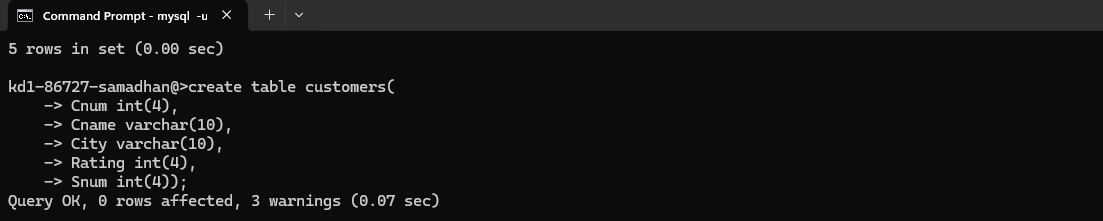 Command Prompt - mysql -u
5 rows in set (0.00 sec)
kd1-86727-samadhan@>create table customers(
    -> Cnum int(4),
    -> Cname varchar(10),
    -> City varchar(10),
    -> Rating int(4),
    -> Snum int(4));
Query OK, 0 rows affected, 3 warnings (0.07 sec)